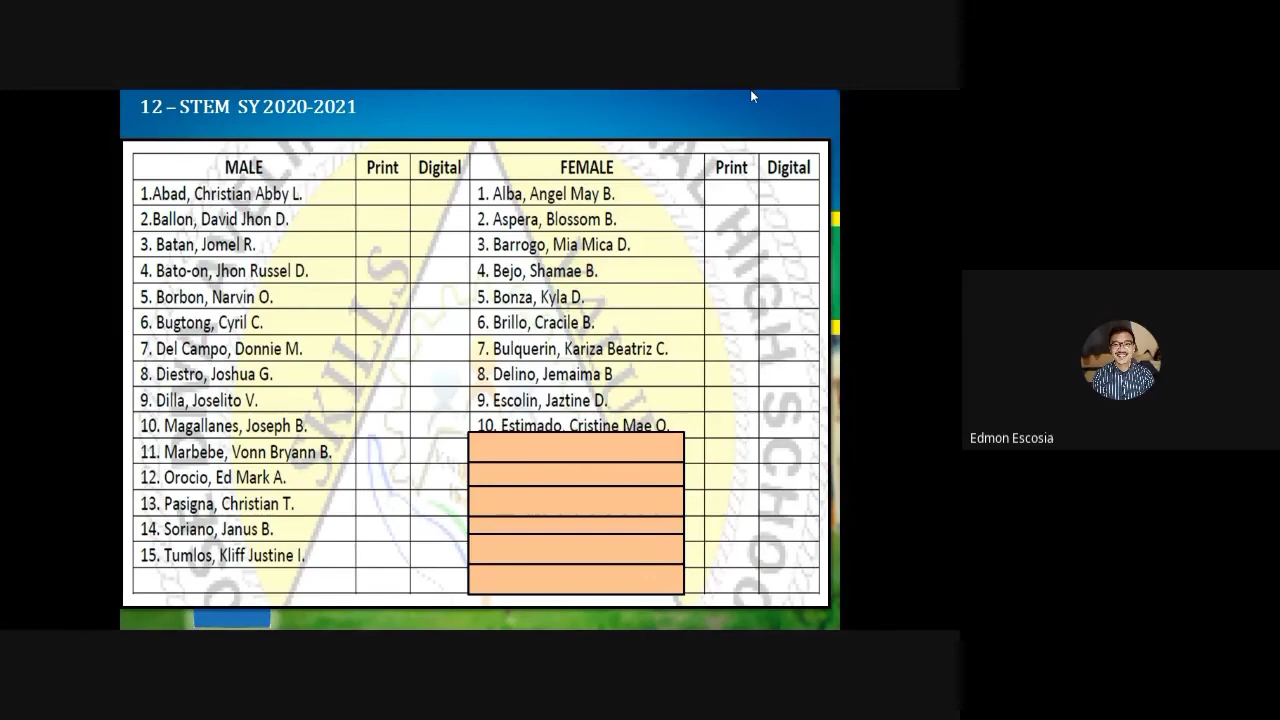 12 – STEM SY 2020-2021
MALE Print Digital FEMALE Print Digital
1.Abad, Christian Abby L. 1. Alba, Angel May B.
2.Ballon, David Jhon D. 2. Aspera, Blossom B.
3. Batan, Jomel R. 3. Barrogo, Mia Mica D.
4. Bato-on, Jhon Russel D. 4. Bejo, Shamae B.
5. Borbon, Narvin O. 5. Bonza, Kyla D.
6. Bugtong, Cyril C. 6. Brillo, Cracile B.
7. Del Campo, Donnie M. 7. Bulquerin, Kariza Beatriz C.
8. Diestro, Joshua G. 8. Delino, Jemaima B
9. Dilla, Joselito V. 9. Escolin, Jaztine D.
10. Magallanes, Joseph B. 10. Estimado, Cristine Mae O.
11. Marbebe, Vonn Bryann B.
12. Orocio, Ed Mark A.
13. Pasigna, Christian T.
14. Soriano, Janus B.
15. Tumlos, Kliff Justine I.
SKILLS
HIGH SCHOOL
Edmon Escosia